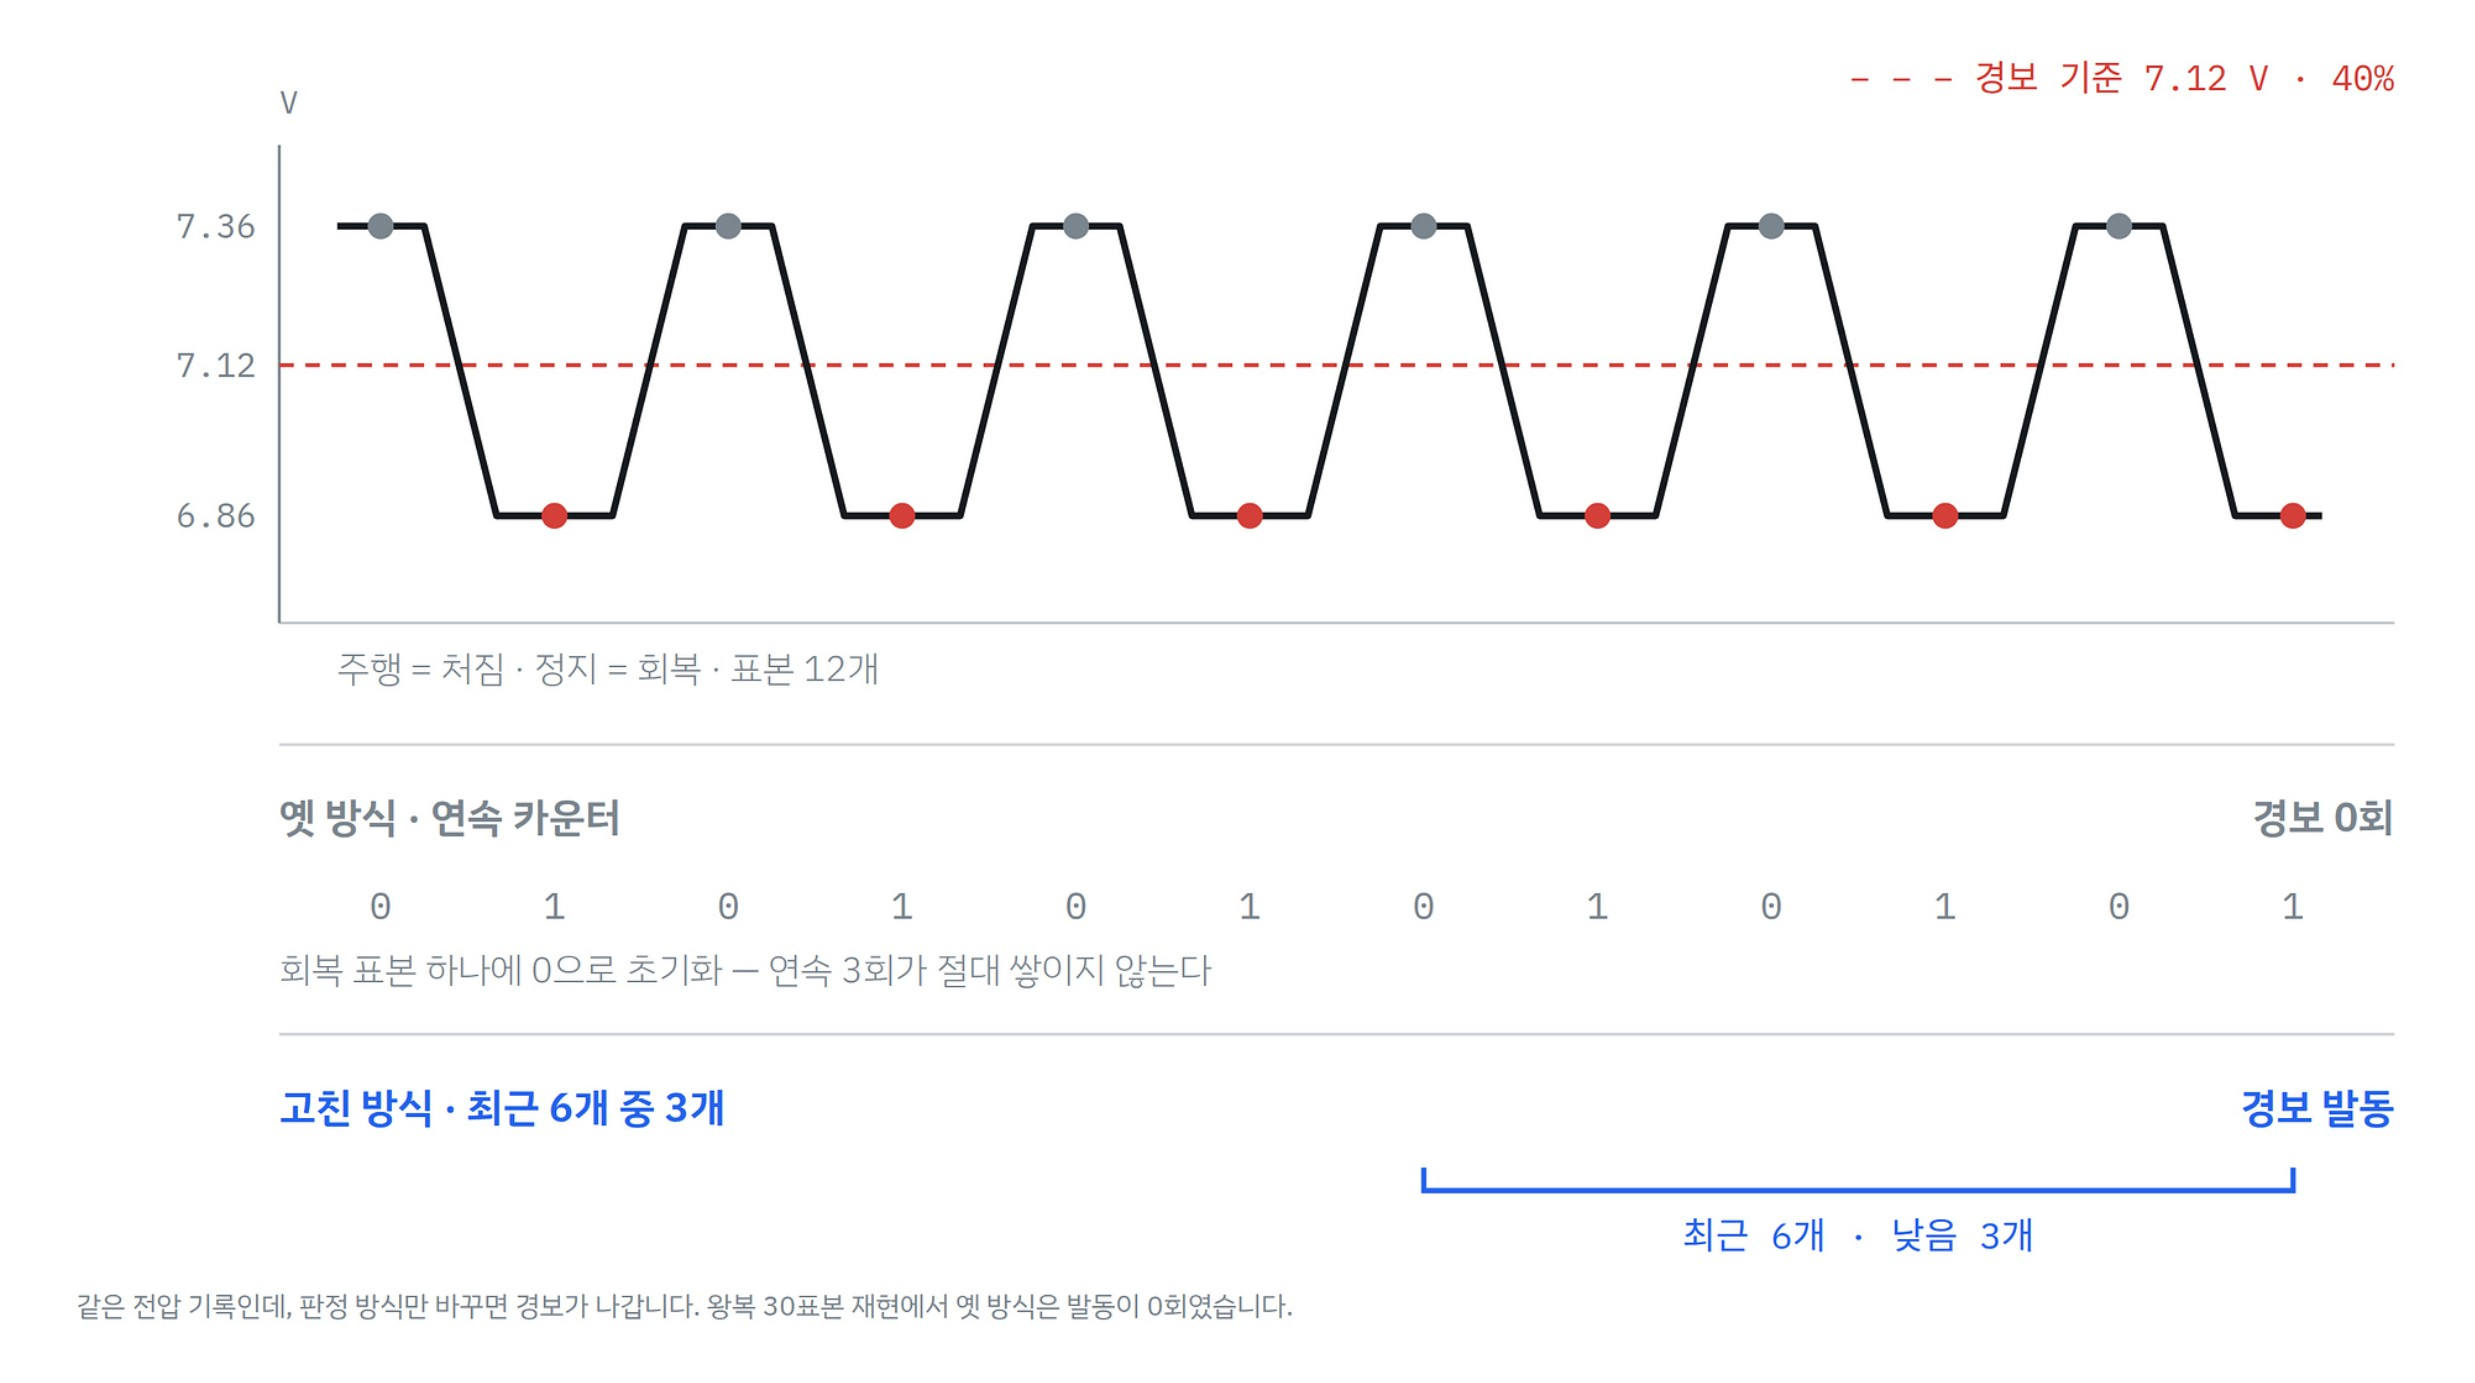 - - - 경보 기준 7.12 V · 40%
V
7.36
7.12
6.86
주행 = 처짐 · 정지 = 회복 · 표본 12개
옛 방식 · 연속 카운터 경보 0회
0 1 0 1 0 1 0 1 0 1 0 1
회복 표본 하나에 0으로 초기화 — 연속 3회가 절대 쌓이지 않는다
고친 방식 · 최근 6개 중 3개 경보 발동
최근 6개 · 낮음 3개
같은 전압 기록인데, 판정 방식만 바꾸면 경보가 나갑니다. 왕복 30표본 재현에서 옛 방식은 발동이 0회였습니다.